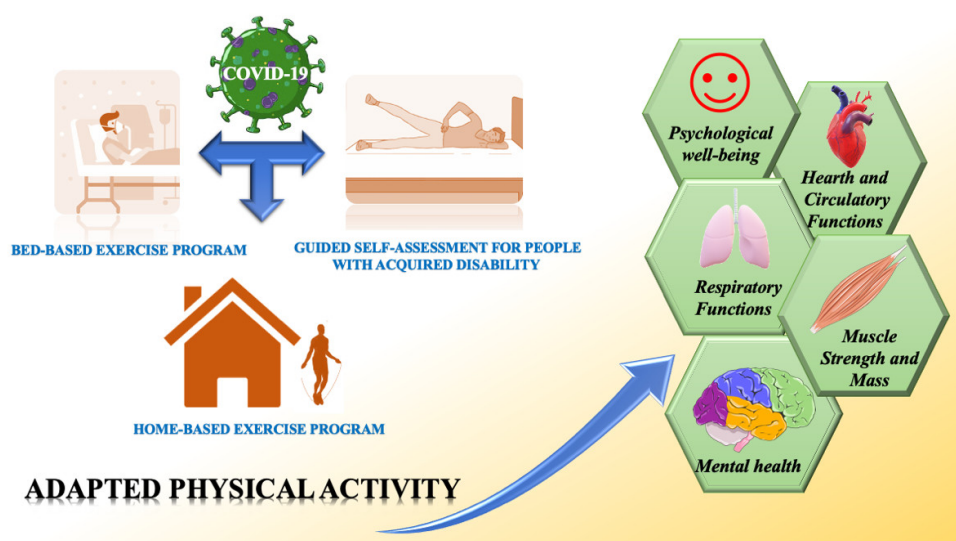 COVID-19
BED-BASED EXERCISE PROGRAM
GUIDED SELF-ASSESSMENT FOR PEOPLE
WITH ACQUIRED DISABILITY
HOME-BASED EXERCISE PROGRAM
ADAPTED PHYSICAL ACTIVITY
Psychological
well-being
Hearth and
Circulatory
Functions
Respiratory
Functions
Muscle
Strength and
Mass
Mental health